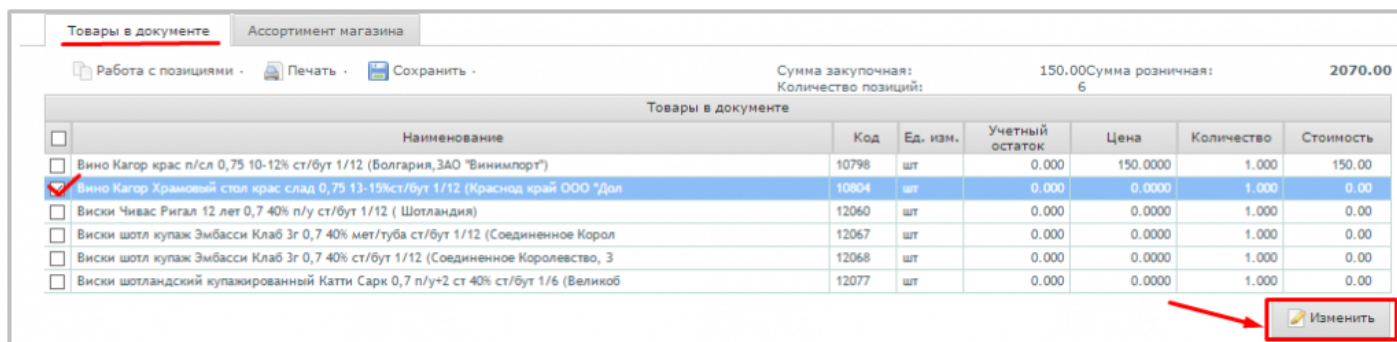 Товары в документе Ассортимент магазина
Работа с позициями Печать Сохранить Сумма закупочная: 150.00Сумма розничная: 2070.00
Количество позиций: 6
Товары в документе
Наименование Код Ед. изм. Учетный остаток Цена Количество Стоимость
Вино Кагор крас п/сл 0,75 10-12% ст/бут 1/12 (Болгария,ЗАО "Винимпорт") 10798 шт 0.000 150.0000 1.000 150.00
Вино Кагор Храмовый стол крас слад 0,75 13-15%ст/бут 1/12 (Краснод край ООО "Дол 10804 шт 0.000 0.0000 1.000 0.00
Виски Чивас Ригал 12 лет 0,7 40% п/у ст/бут 1/12 ( Шотландия) 12060 шт 0.000 0.0000 1.000 0.00
Виски шотл купаж Эмбасси Клаб 3г 0,7 40% мет/туба ст/бут 1/12 (Соединенное Корол 12067 шт 0.000 0.0000 1.000 0.00
Виски шотл купаж Эмбасси Клаб 3г 0,7 40% ст/бут 1/12 (Соединенное Королевство, З 12068 шт 0.000 0.0000 1.000 0.00
Виски шотландский купажированный Катти Сарк 0,7 п/у+2 ст 40% ст/бут 1/6 (Великоб 12077 шт 0.000 0.0000 1.000 0.00
Изменить